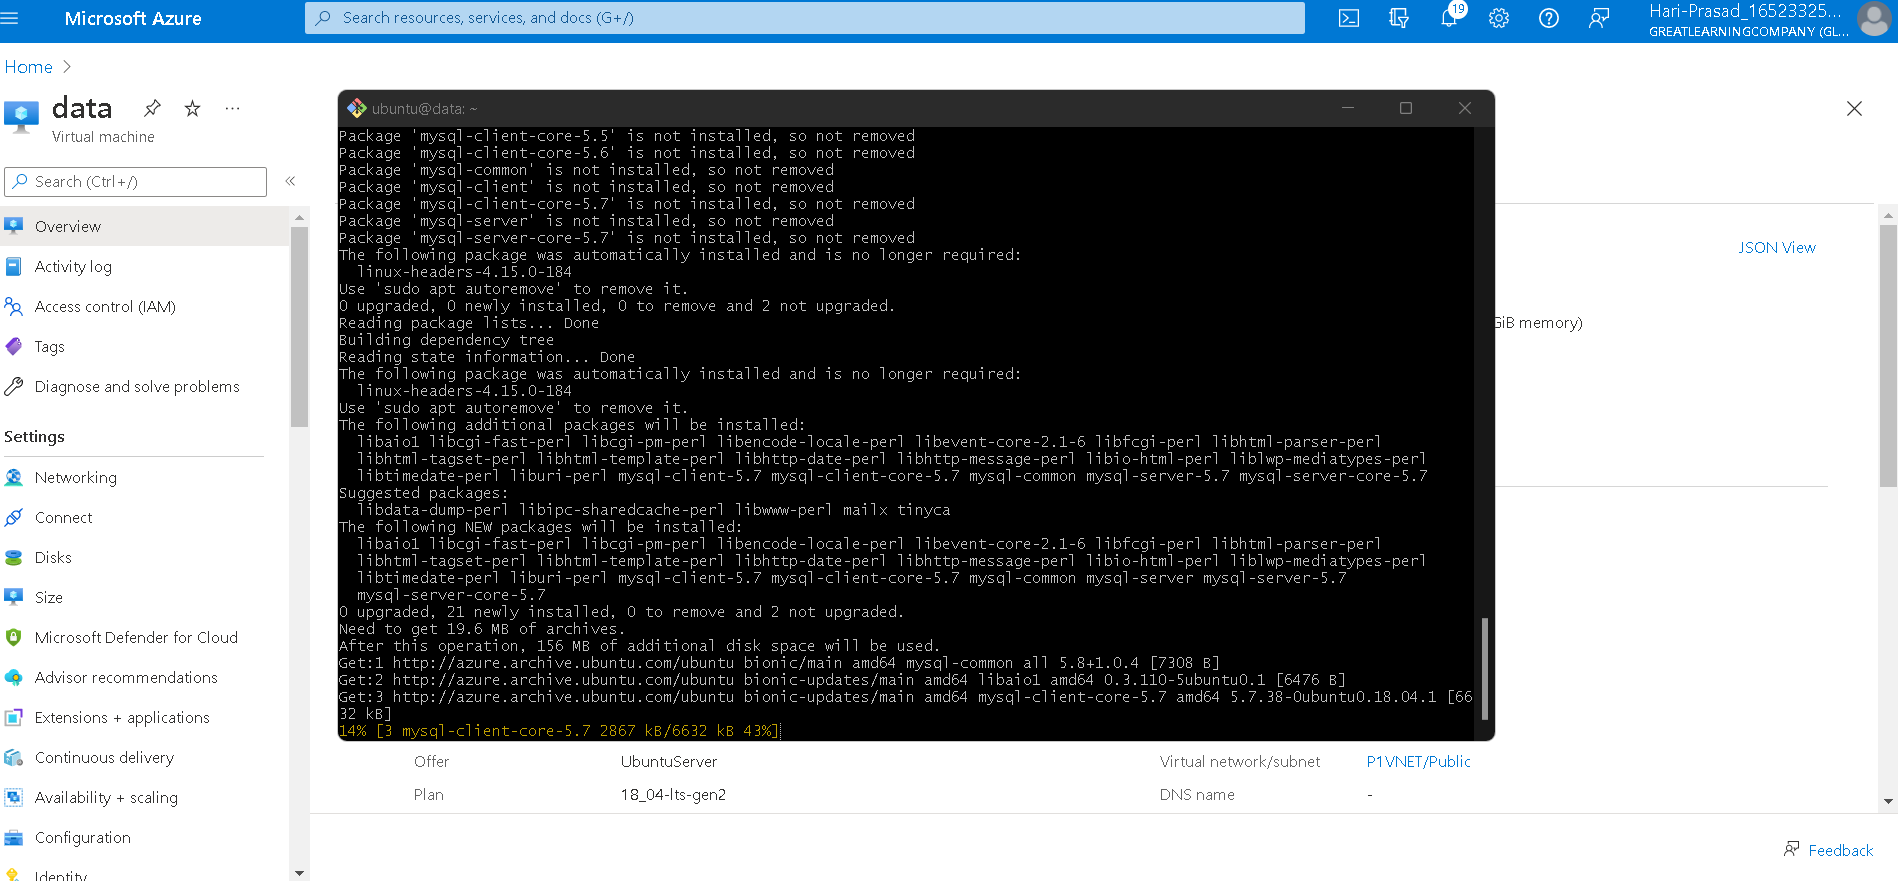 Microsoft Azure
Search resources, services, and docs (G+/)
19
Hari-Prasad_16523325...
GREATLEARNINGCOMPANY (GL...
Home
data
Virtual machine
Search (Ctrl+/)
Overview
Activity log
Access control (IAM)
Tags
Diagnose and solve problems
Settings
Networking
Connect
Disks
Size
Microsoft Defender for Cloud
Advisor recommendations
Extensions + applications
Continuous delivery
Availability + scaling
Configuration
Identity
ubuntu@data: ~
Package 'mysql-client-core-5.5' is not installed, so not removed
Package 'mysql-client-core-5.6' is not installed, so not removed
Package 'mysql-common' is not installed, so not removed
Package 'mysql-client' is not installed, so not removed
Package 'mysql-client-5.7' is not installed, so not removed
Package 'mysql-server' is not installed, so not removed
Package 'mysql-server-core-5.7' is not installed, so not removed
The following package was automatically installed and is no longer required:
linux-headers-4.15.0-184
Use 'sudo apt autoremove' to remove it.
0 upgraded, 0 newly installed, 0 to remove and 2 not upgraded.
Reading package lists... Done
Building dependency tree
Reading state information... Done
The following package was automatically installed and is no longer required:
linux-headers-4.15.0-184
Use 'sudo apt autoremove' to remove it.
The following additional packages will be installed:
libaio1 libcgi-fast-perl libcgi-pm-perl libencode-locale-perl libevent-core-2.1-6 libfcgi-perl libhtml-parser-perl
libhtml-tagset-perl libhtml-template-perl libhttp-date-perl libhttp-message-perl libio-html-perl liblwp-mediatypes-perl
libtimedate-perl liburi-perl mysql-client-5.7 mysql-client-core-5.7 mysql-common mysql-server-5.7 mysql-server-core-5.7
Suggested packages:
libdata-dump-perl libipc-sharedcache-perl libwww-perl mailx tinyca
The following NEW packages will be installed:
libaio1 libcgi-fast-perl libcgi-pm-perl libencode-locale-perl libevent-core-2.1-6 libfcgi-perl libhtml-parser-perl
libhtml-tagset-perl libhtml-template-perl libhttp-date-perl libhttp-message-perl libio-html-perl liblwp-mediatypes-perl
libtimedate-perl liburi-perl mysql-client-5.7 mysql-client-core-5.7 mysql-common mysql-server mysql-server-5.7
mysql-server-core-5.7
0 upgraded, 21 newly installed, 0 to remove and 2 not upgraded.
Need to get 19.6 MB of archives.
After this operation, 156 MB of additional disk space will be used.
Get:1 http://azure.archive.ubuntu.com/ubuntu bionic/main amd64 mysql-common all 5.8+1.0.4 [7308 B]
Get:2 http://azure.archive.ubuntu.com/ubuntu bionic-updates/main amd64 libaio1 amd64 0.3.110-5ubuntu0.1 [6476 B]
Get:3 http://azure.archive.ubuntu.com/ubuntu bionic-updates/main amd64 mysql-client-core-5.7 amd64 5.7.38-0ubuntu0.18.04.1 [66
32 kB]
14% [3 mysql-client-core-5.7 2867 kB/6632 kB 43%]
JSON View
GiB memory)
Offer UbuntuServer Virtual network/subnet P1VNET/Public
Plan 18_04-lts-gen2 DNS name -
Feedback